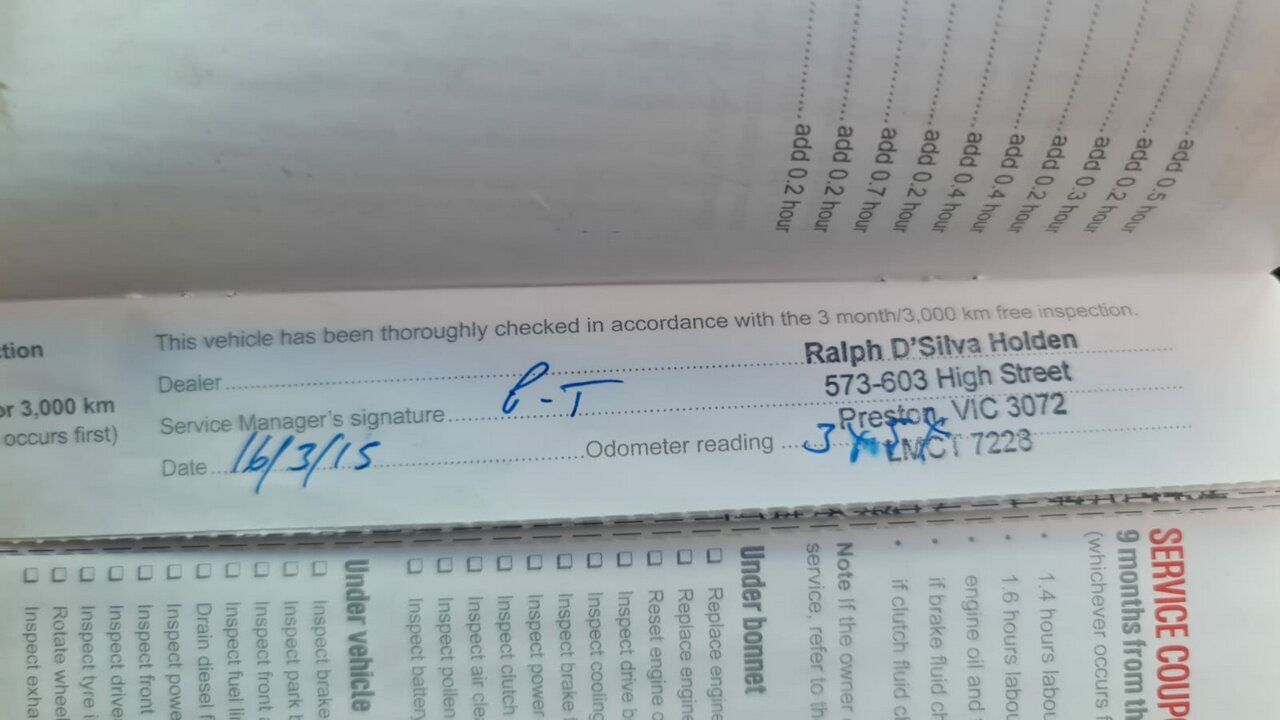 add 0.5 hour
add 0.2 hour
add 0.3 hour
add 0.2 hour
add 0.4 hour
add 0.4 hour
add 0.2 hour
add 0.7 hour
add 0.2 hour
add 0.2 hour
tion
or 3,000 km
occurs first)
This vehicle has been thoroughly checked in accordance with the 3 month/3,000 km free inspection.
Dealer Ralph D'Silva Holden
573-603 High Street
Service Manager's signature Preston, VIC 3072
Date 16/3/15 Odometer reading LMCT 7228
SERVICE COUP
9 months from th
(whichever occurs
• 1.4 hours labou
• 1.6 hours labou
engine oil and
• if brake fluid ch
• if clutch fluid ch
Note If the owner
service, refer to th
Under bonnet
❑ Replace engine
❑ Replace engine
❑ Reset engine o
❑ Inspect drive b
❑ Inspect cooling
❑ Inspect brake
❑ Inspect power
❑ Inspect clutch
❑ Inspect air cle
❑ Inspect pollen
❑ Inspect battery
Under vehicle
❑ Inspect brake
❑ Inspect park b
❑ Inspect front a
❑ Inspect fuel li
❑ Drain diesel f
❑ Inspect powe
❑ Inspect front
❑ Inspect drives
❑ Inspect tyre i
❑ Rotate wheel
❑ Inspect exha